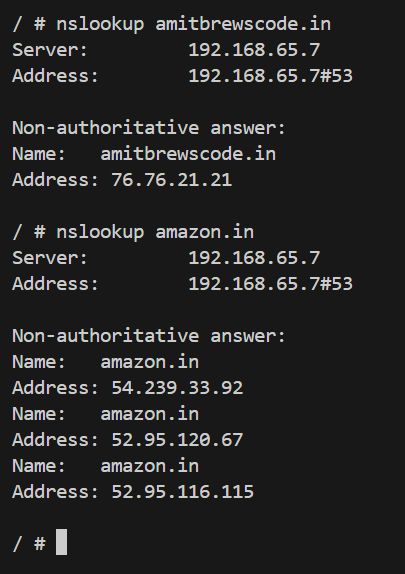 / # nslookup amitbrewscode.in
Server:         192.168.65.7
Address:        192.168.65.7#53
Non-authoritative answer:
Name:   amitbrewscode.in
Address: 76.76.21.21
/ # nslookup amazon.in
Server:         192.168.65.7
Address:        192.168.65.7#53
Non-authoritative answer:
Name:   amazon.in
Address: 54.239.33.92
Name:   amazon.in
Address: 52.95.120.67
Name:   amazon.in
Address: 52.95.116.115
/ #